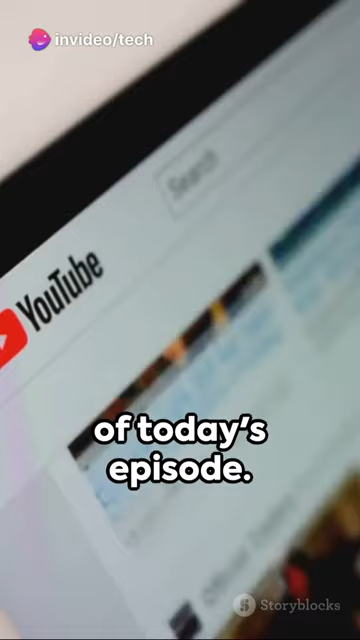 invideo/tech
Search
YouTube
of today's
episode.
Storyblocks